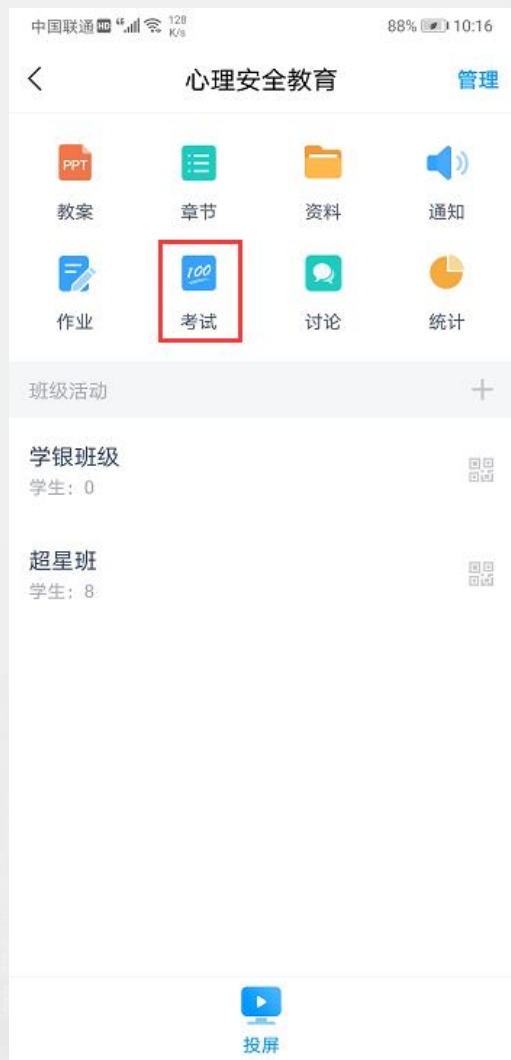 中国联通 HD 4G 128 K/s 88% 10:16
心理安全教育 管理
PPT 100
教案 章节 资料 通知
作业 考试 讨论 统计
班级活动
学银班级
学生: 0
超星班
学生: 8
投屏